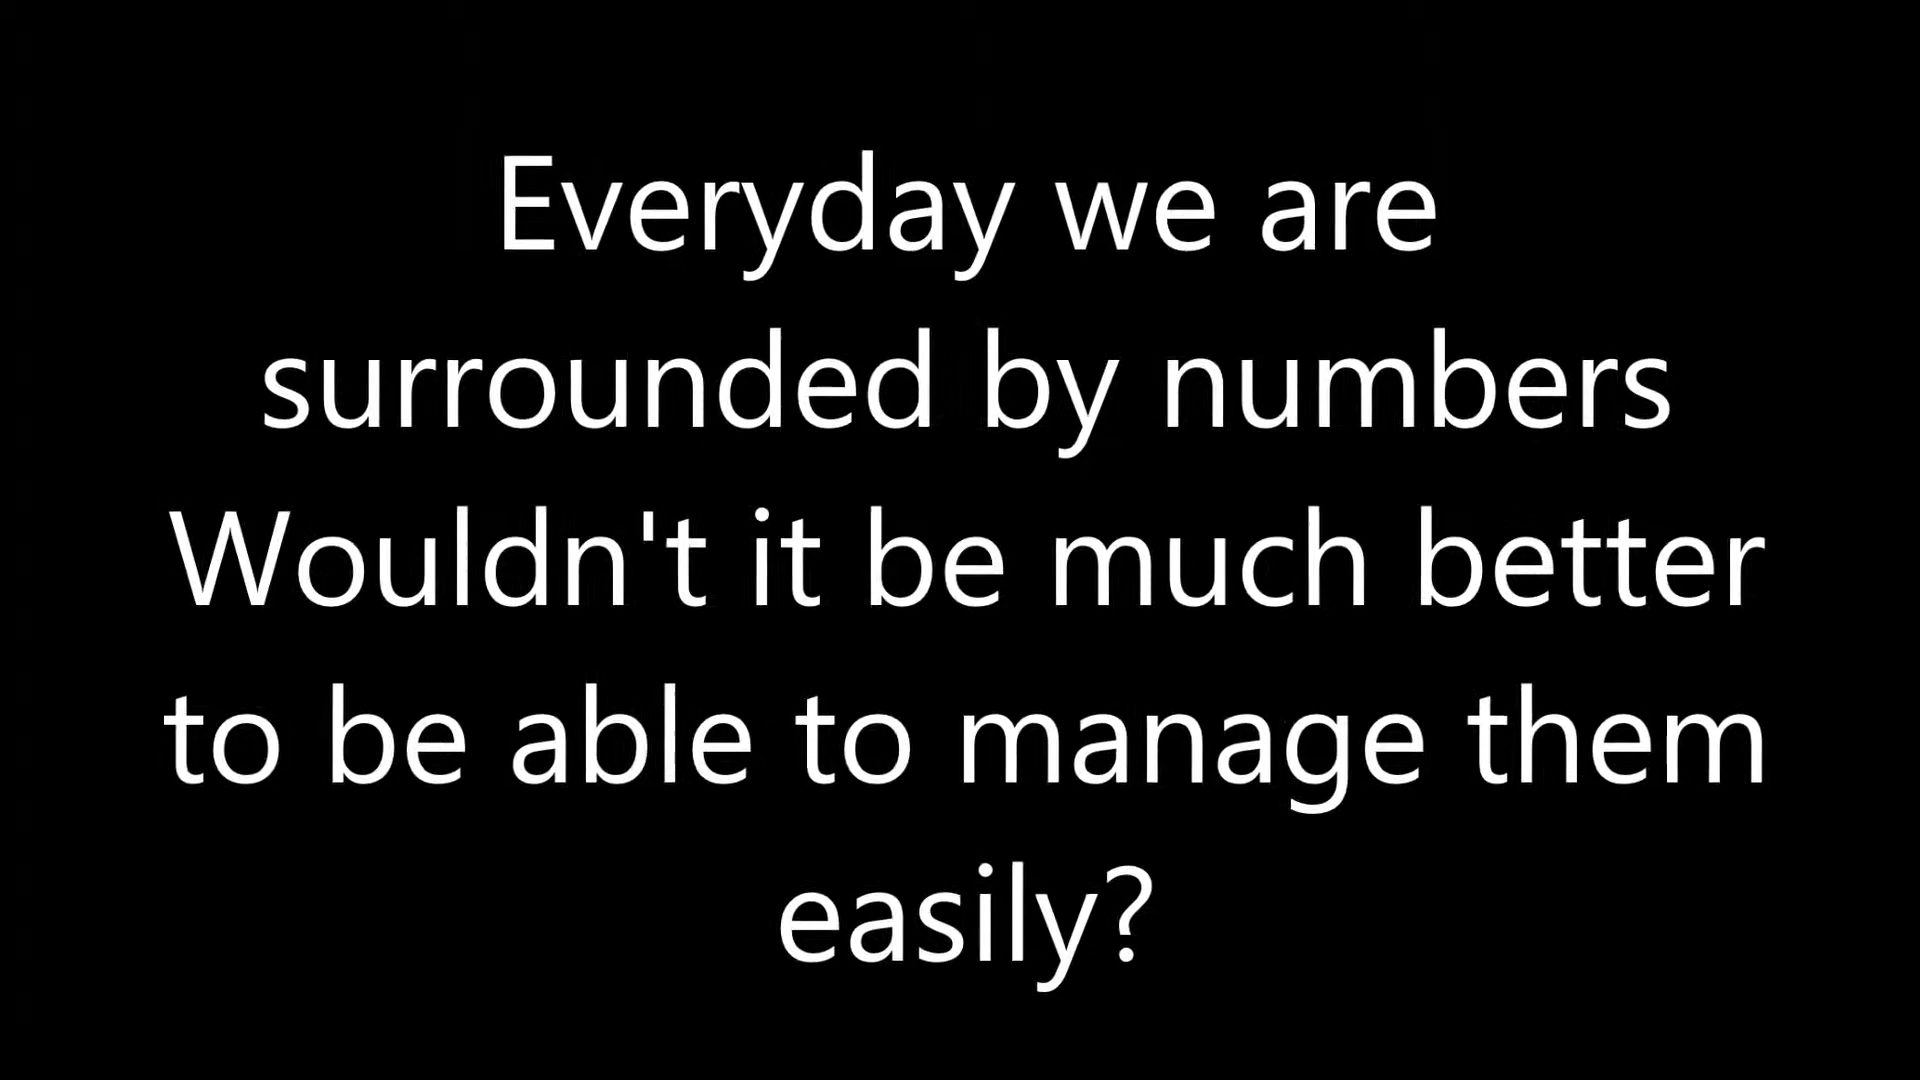 Everyday we are
surrounded by numbers
Wouldn't it be much better
to be able to manage them
easily?